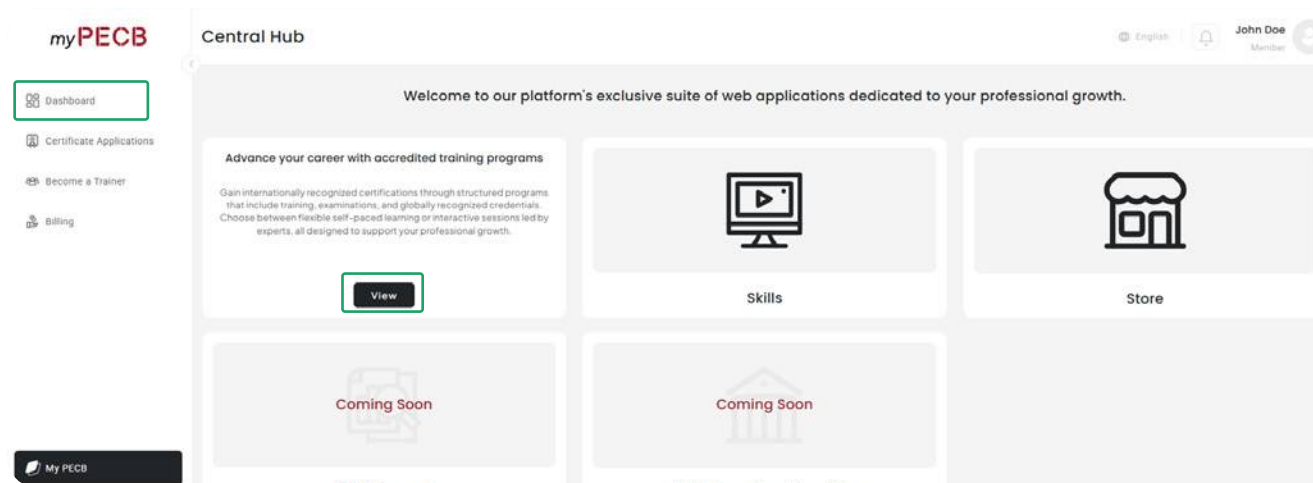 myPECB
Central Hub
English
John Doe
Member
Dashboard
Certificate Applications
Become a Trainer
Billing
My PECB
Welcome to our platform's exclusive suite of web applications dedicated to your professional growth.
Advance your career with accredited training programs
Gain internationally recognized certifications through structured programs
that include training, examinations, and globally recognized credentials.
Choose between flexible self-paced learning or interactive sessions led by
experts, all designed to support your professional growth.
View
Skills
Store
Coming Soon
Coming Soon